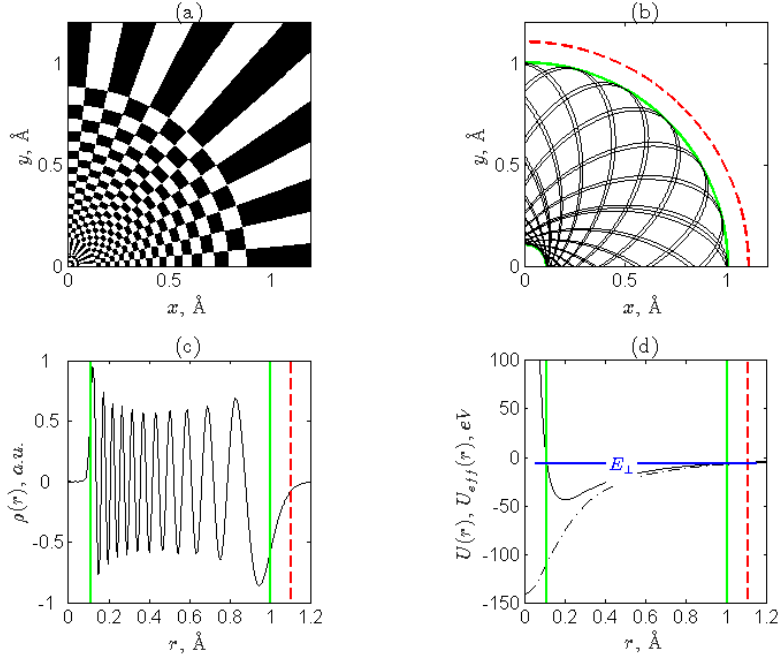 (a)
y, Å
1
0.5
0
0 0.5 1
x, Å
(b)
y, Å
1
0.5
0
0 0.5 1
x, Å
(c)
ρ(r), a.u.
1
0.5
0
-0.5
-1
0 0.2 0.4 0.6 0.8 1 1.2
r, Å
(d)
U(r), U_eff(r), eV
100
50
0
-50
-100
-150
E⊥
0 0.2 0.4 0.6 0.8 1 1.2
r, Å